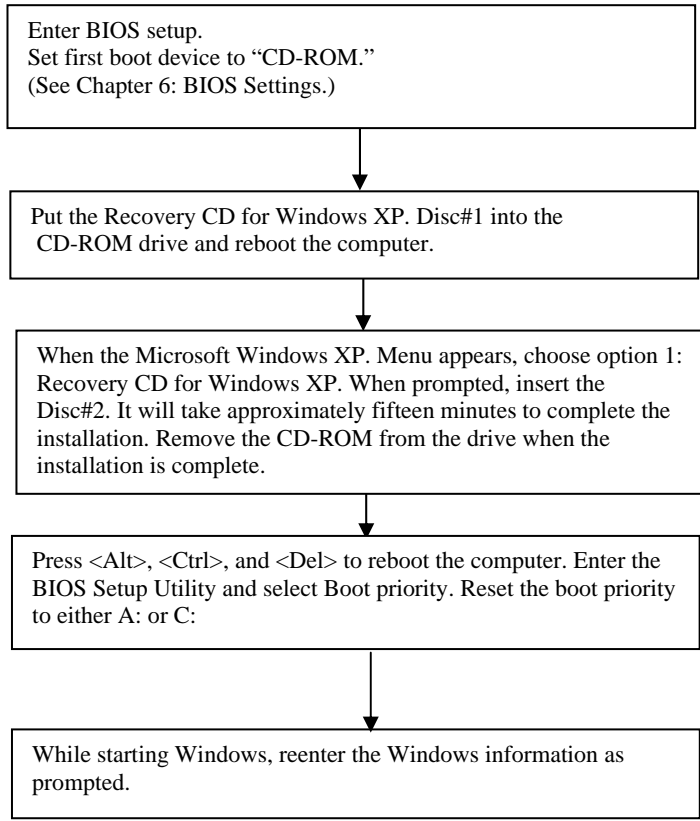 Enter BIOS setup.
Set first boot device to “CD-ROM.”
(See Chapter 6: BIOS Settings.)
Put the Recovery CD for Windows XP. Disc#1 into the
CD-ROM drive and reboot the computer.
When the Microsoft Windows XP. Menu appears, choose option 1:
Recovery CD for Windows XP. When prompted, insert the
Disc#2. It will take approximately fifteen minutes to complete the
installation. Remove the CD-ROM from the drive when the
installation is complete.
Press <Alt>, <Ctrl>, and <Del> to reboot the computer. Enter the
BIOS Setup Utility and select Boot priority. Reset the boot priority
to either A: or C:
While starting Windows, reenter the Windows information as
prompted.